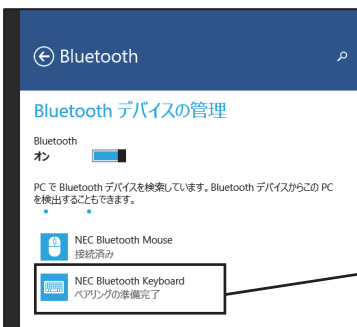 Bluetooth
Bluetooth デバイスの管理
Bluetooth
オン
PC で Bluetooth デバイスを検索しています。Bluetooth デバイスからこの PC
を検出することもできます。
NEC Bluetooth Mouse
接続済み
NEC Bluetooth Keyboard
ペアリングの準備完了